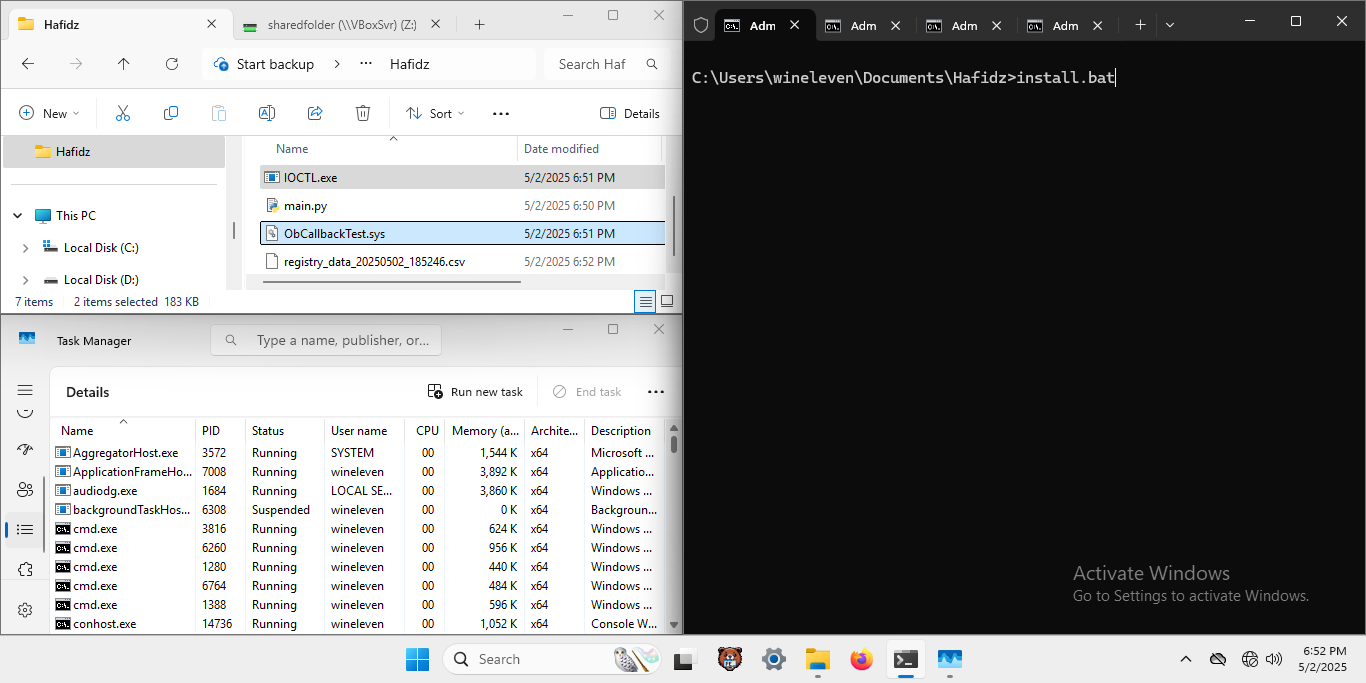 Hafidz
sharedfolder (\\VBoxSvr) (Z:)
Start backup > ... Hafidz
Search Haf
New
Sort
...
Details
Hafidz
This PC
Local Disk (C:)
Local Disk (D:)
Name Date modified
IOCTL.exe 5/2/2025 6:51 PM
main.py 5/2/2025 6:50 PM
ObCallbackTest.sys 5/2/2025 6:51 PM
registry_data_20250502_185246.csv 5/2/2025 6:52 PM
7 items 2 items selected 183 KB
Task Manager
Type a name, publisher, or...
Details
Run new task
End task
...
Name PID Status User name CPU Memory (a... Archite... Description
AggregatorHost.exe 3572 Running SYSTEM 00 1,544 K x64 Microsoft ...
ApplicationFrameHo... 7008 Running wineleven 00 3,892 K x64 Applicatio...
audiodg.exe 1684 Running LOCAL SE... 00 3,860 K x64 Windows ...
backgroundTaskHos... 6308 Suspended wineleven 00 0 K x64 Backgroun...
cmd.exe 3816 Running wineleven 00 624 K x64 Windows ...
cmd.exe 6260 Running wineleven 00 956 K x64 Windows ...
cmd.exe 1280 Running wineleven 00 440 K x64 Windows ...
cmd.exe 6764 Running wineleven 00 484 K x64 Windows ...
cmd.exe 1388 Running wineleven 00 596 K x64 Windows ...
conhost.exe 14736 Running wineleven 00 1,052 K x64 Console W...
Adm
Adm
Adm
Adm
C:\Users\wineleven\Documents\Hafidz>install.bat
Activate Windows
Go to Settings to activate Windows.
Search
6:52 PM
5/2/2025